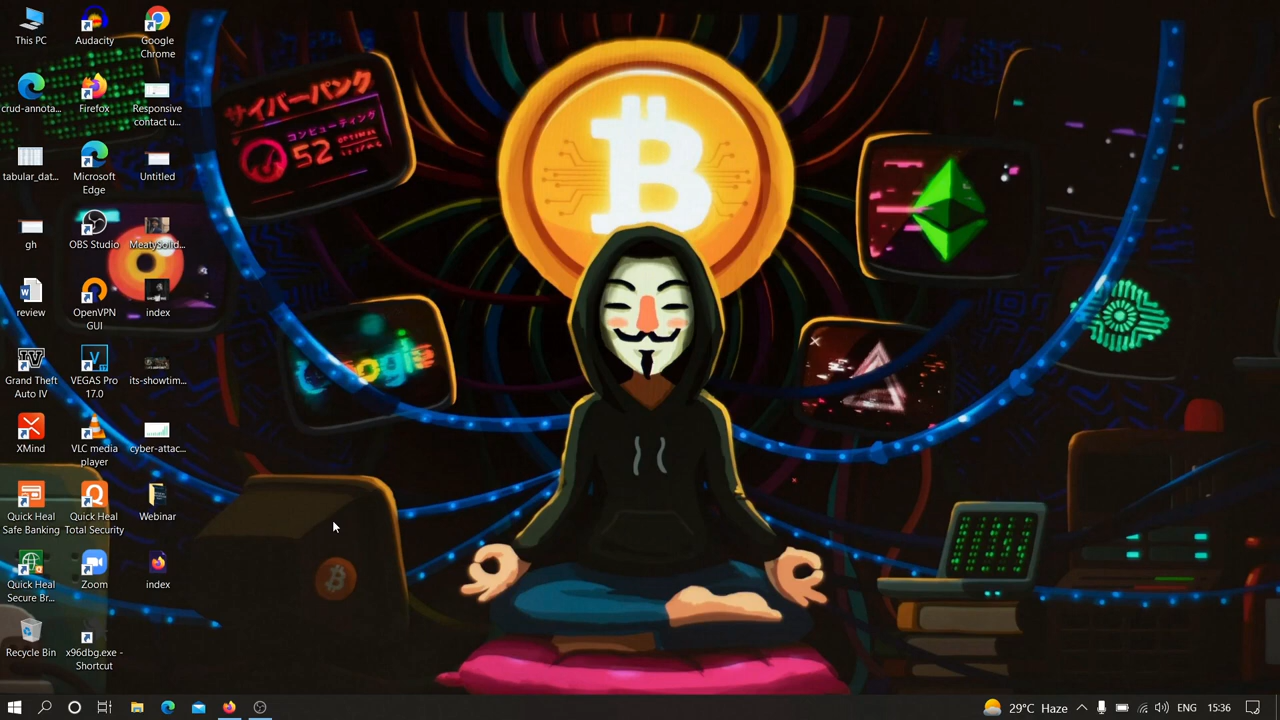 This PC
Audacity
Google
Chrome
crud-annota...
Firefox
Responsive
contact u...
tabular_dat...
Microsoft
Edge
Untitled
gh
OBS Studio
MeatySolid...
review
OpenVPN
GUI
index
Grand Theft
Auto IV
VEGAS Pro
17.0
its-showtim...
XMind
VLC media
player
cyber-attac...
Quick Heal
Safe Banking
Quick Heal
Total Security
Webinar
Quick Heal
Secure Br...
Zoom
index
Recycle Bin
x96dbg.exe -
Shortcut
サイバーパンク
コンピューティング
52
Google
29°C Haze
ENG
15:36